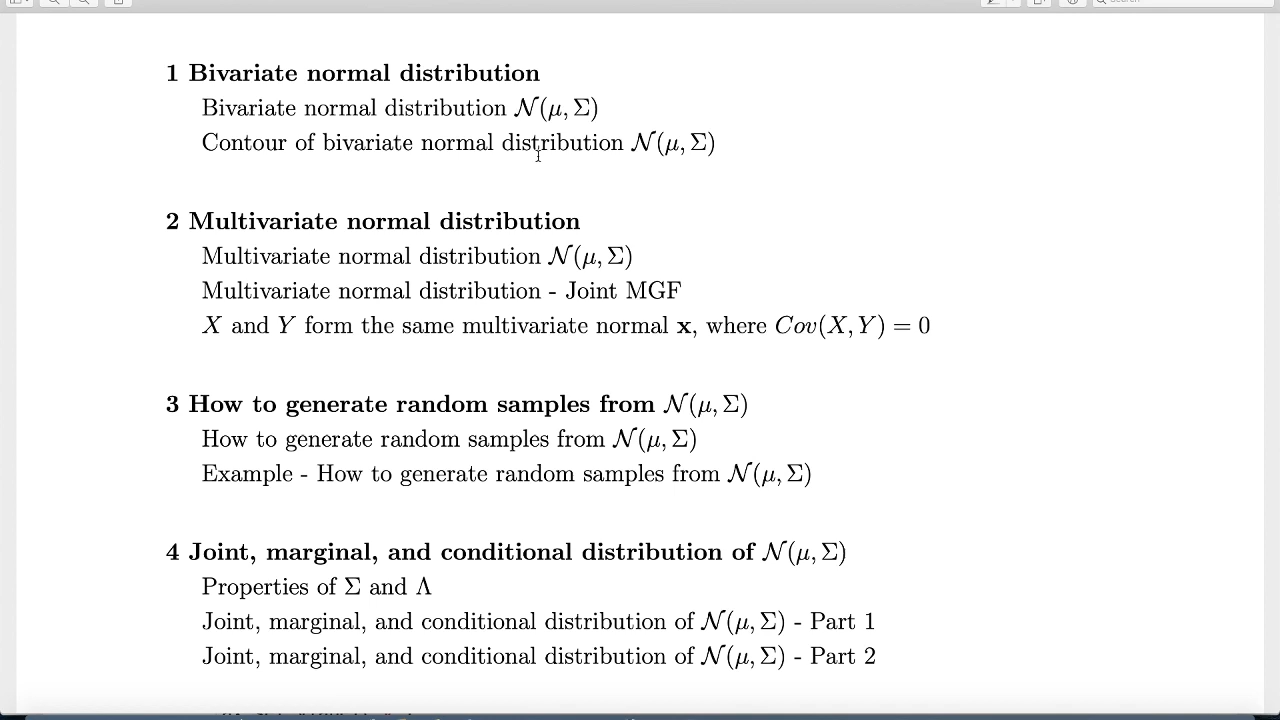 1 Bivariate normal distribution
Bivariate normal distribution 𝒩(μ, Σ)
Contour of bivariate normal distribution 𝒩(μ, Σ)
2 Multivariate normal distribution
Multivariate normal distribution 𝒩(μ, Σ)
Multivariate normal distribution - Joint MGF
X and Y form the same multivariate normal x, where Cov(X, Y) = 0
3 How to generate random samples from 𝒩(μ, Σ)
How to generate random samples from 𝒩(μ, Σ)
Example - How to generate random samples from 𝒩(μ, Σ)
4 Joint, marginal, and conditional distribution of 𝒩(μ, Σ)
Properties of Σ and Λ
Joint, marginal, and conditional distribution of 𝒩(μ, Σ) - Part 1
Joint, marginal, and conditional distribution of 𝒩(μ, Σ) - Part 2